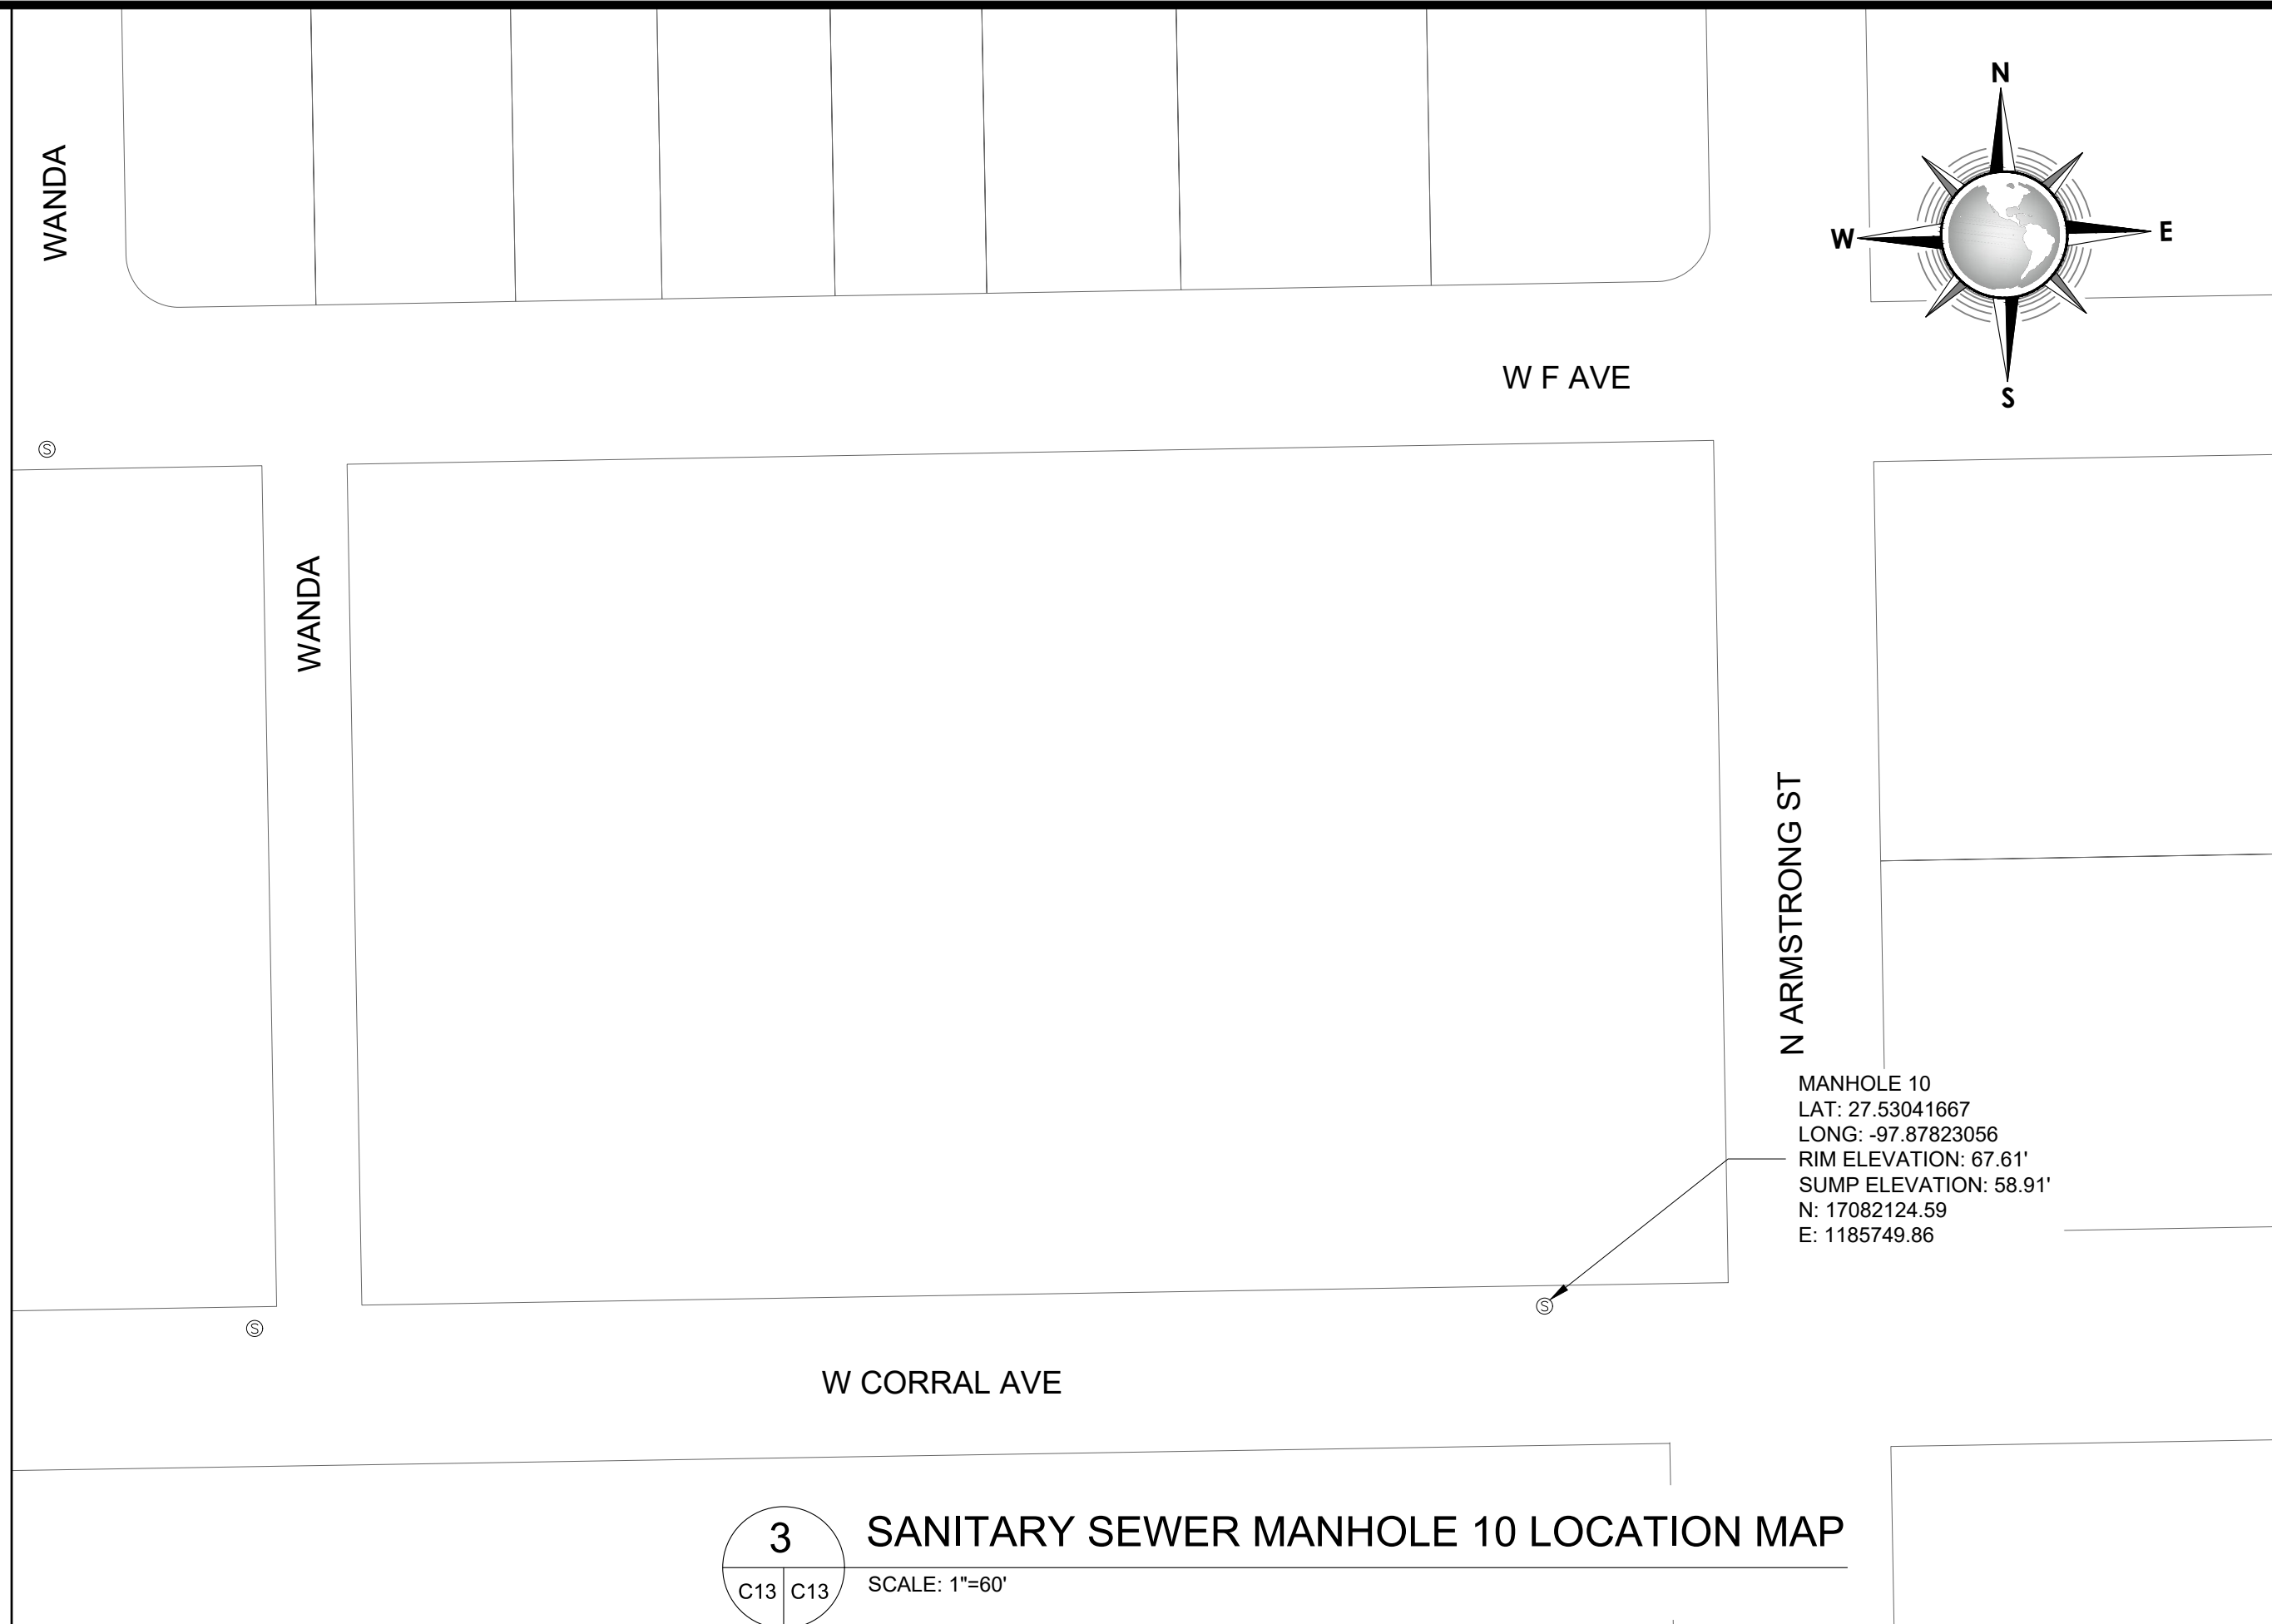 N
WANDA
W
E
W F AVE
S
S
WANDA
N ARMSTRONG ST
MANHOLE 10
LAT: 27.53041667
LONG: -97.87823056
RIM ELEVATION: 67.61'
SUMP ELEVATION: 58.91'
N: 17082124.59
E: 1185749.86
S
S
W CORRAL AVE
3
SANITARY SEWER MANHOLE 10 LOCATION MAP
C13 C13
SCALE: 1"=60'